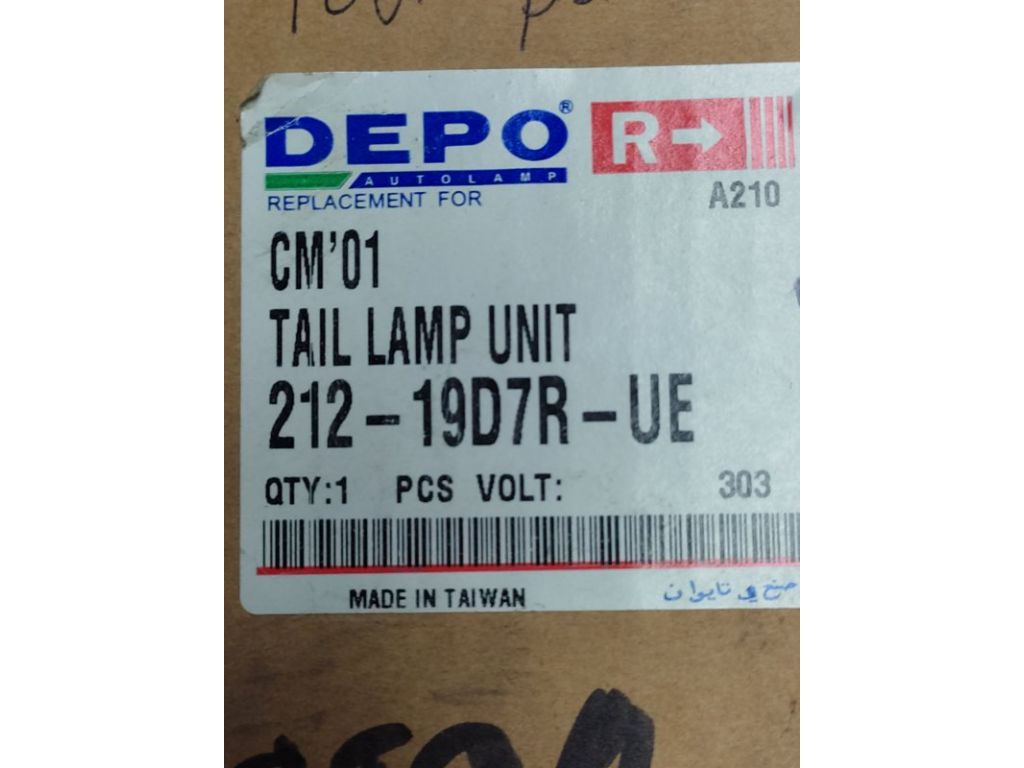 DEPO®
R→
AUTOLAMP
REPLACEMENT FOR
A210
CM'01
TAIL LAMP UNIT
212-19D7R-UE
QTY:1 PCS VOLT:
303
MADE IN TAIWAN
صنع في تايوان